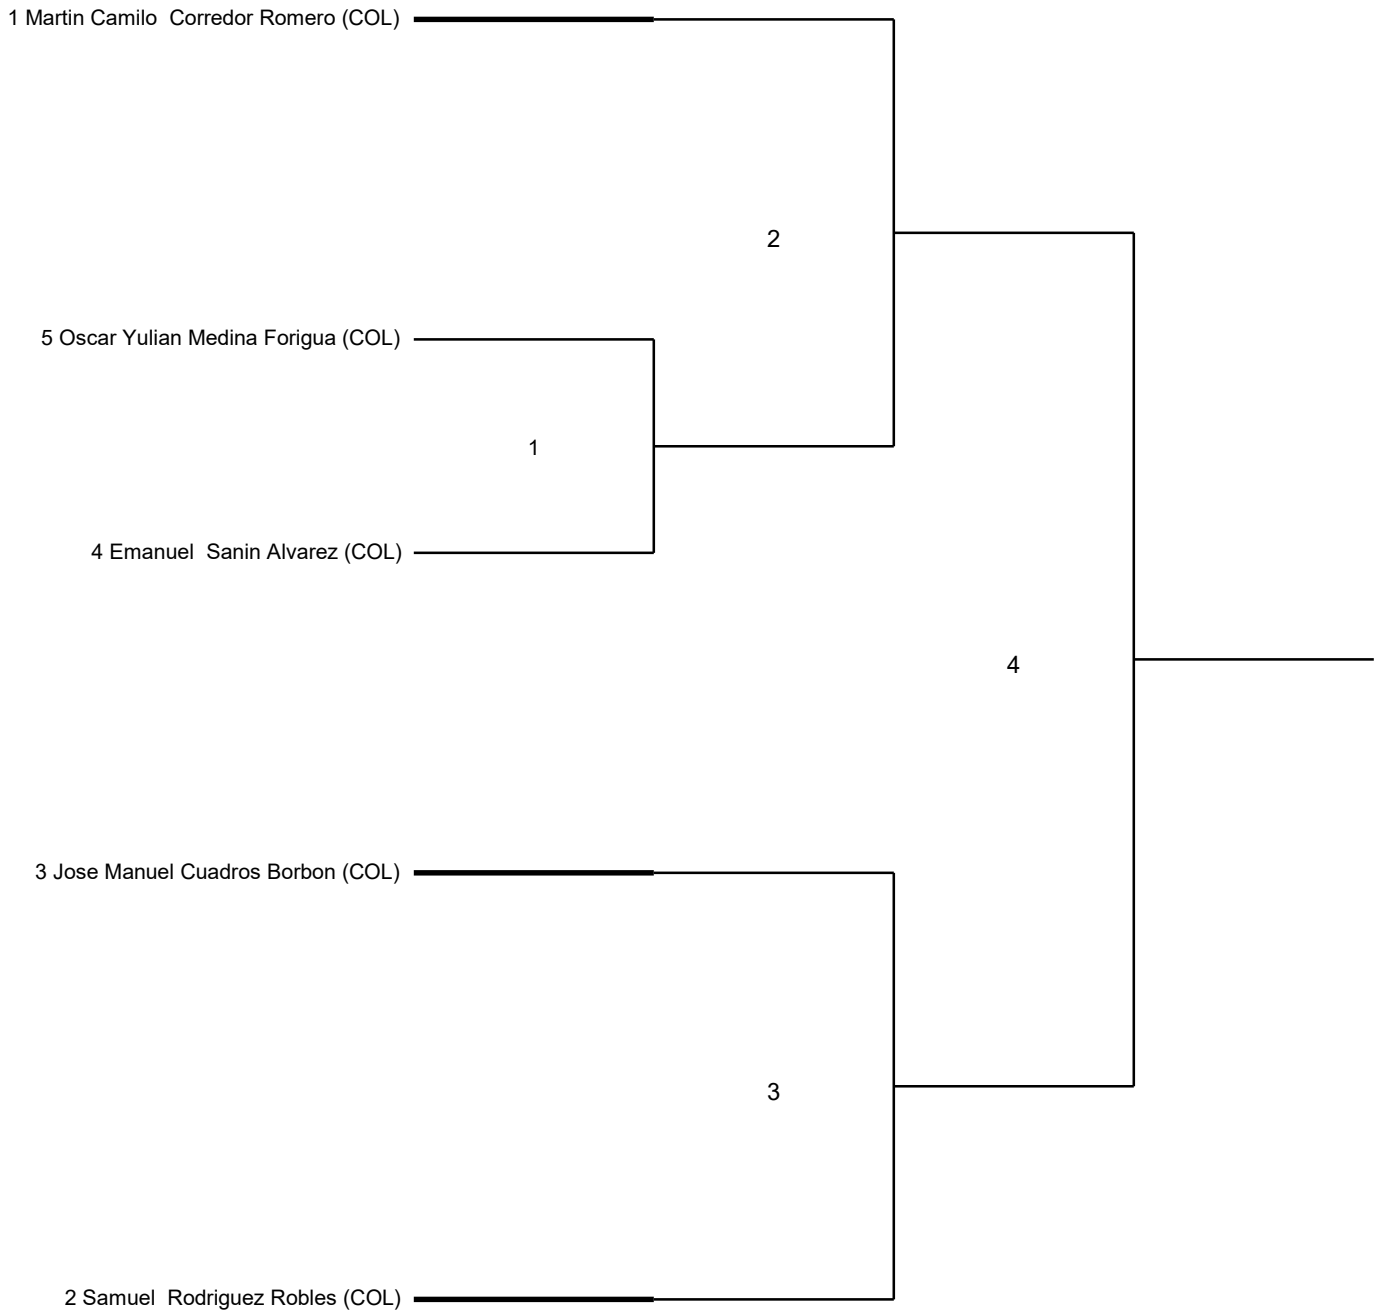 1 Martin Camilo  Corredor Romero (COL)
2
5 Oscar Yulian Medina Forigua (COL)
1
4 Emanuel  Sanin Alvarez (COL)
4
3 Jose Manuel Cuadros Borbon (COL)
3
2 Samuel  Rodriguez Robles (COL)